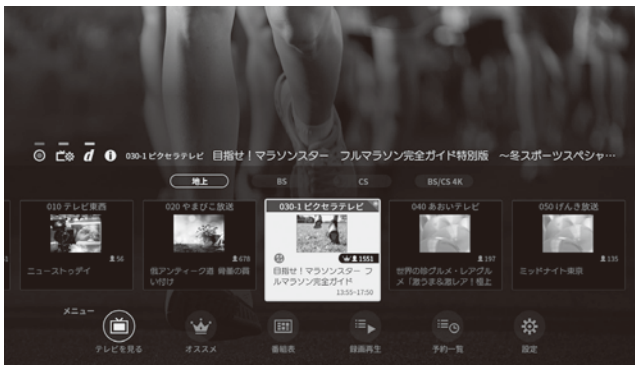 d 030-1 ピクセラテレビ 目指せ！マラソンスター フルマラソン完全ガイド特別版 ～冬スポーツスペシャ…
地上 BS CS BS/CS 4K
010 テレビ東西
56
ニューストゥデイ
020 やまびこ放送
678
俄アンティーク道 骨董の買
い付け
030-1 ピクセラテレビ
1551
目指せ！マラソンスター フ
ルマラソン完全ガイド
13:55-17:50
040 あおいテレビ
197
世界の珍グルメ・レアグル
メ「激うま&激レア！極上
050 げんき放送
135
ミッドナイト東京
メニュー
テレビを見る オススメ 番組表 録画再生 予約一覧 設定